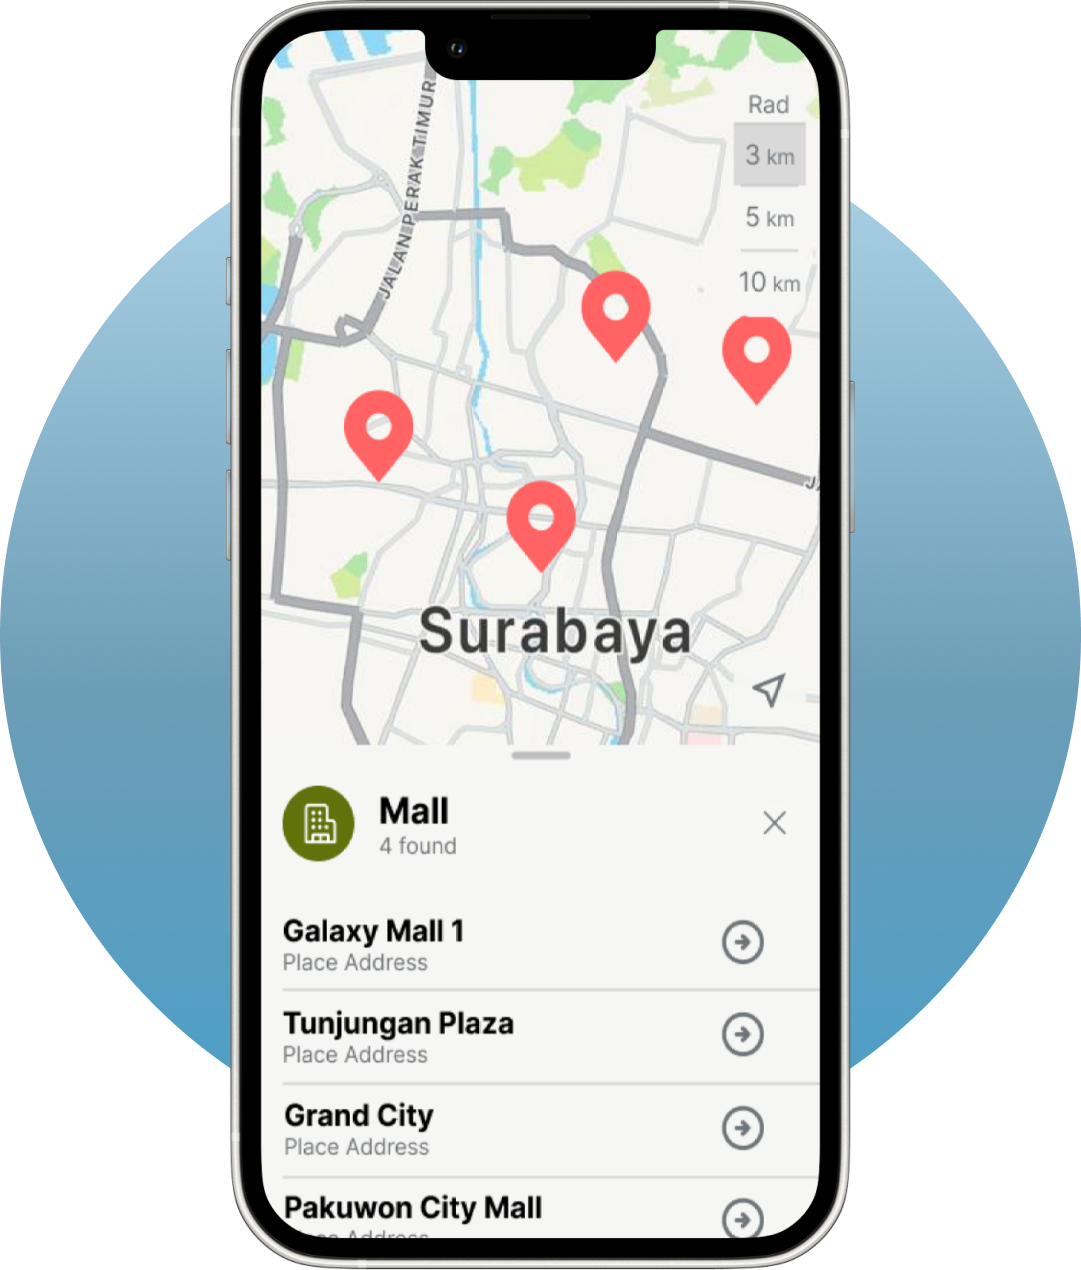 JALAN PERAK TIMUR
Rad
3 km
5 km
10 km
Surabaya
Mall
4 found
Galaxy Mall 1
Place Address
Tunjungan Plaza
Place Address
Grand City
Place Address
Pakuwon City Mall
Address